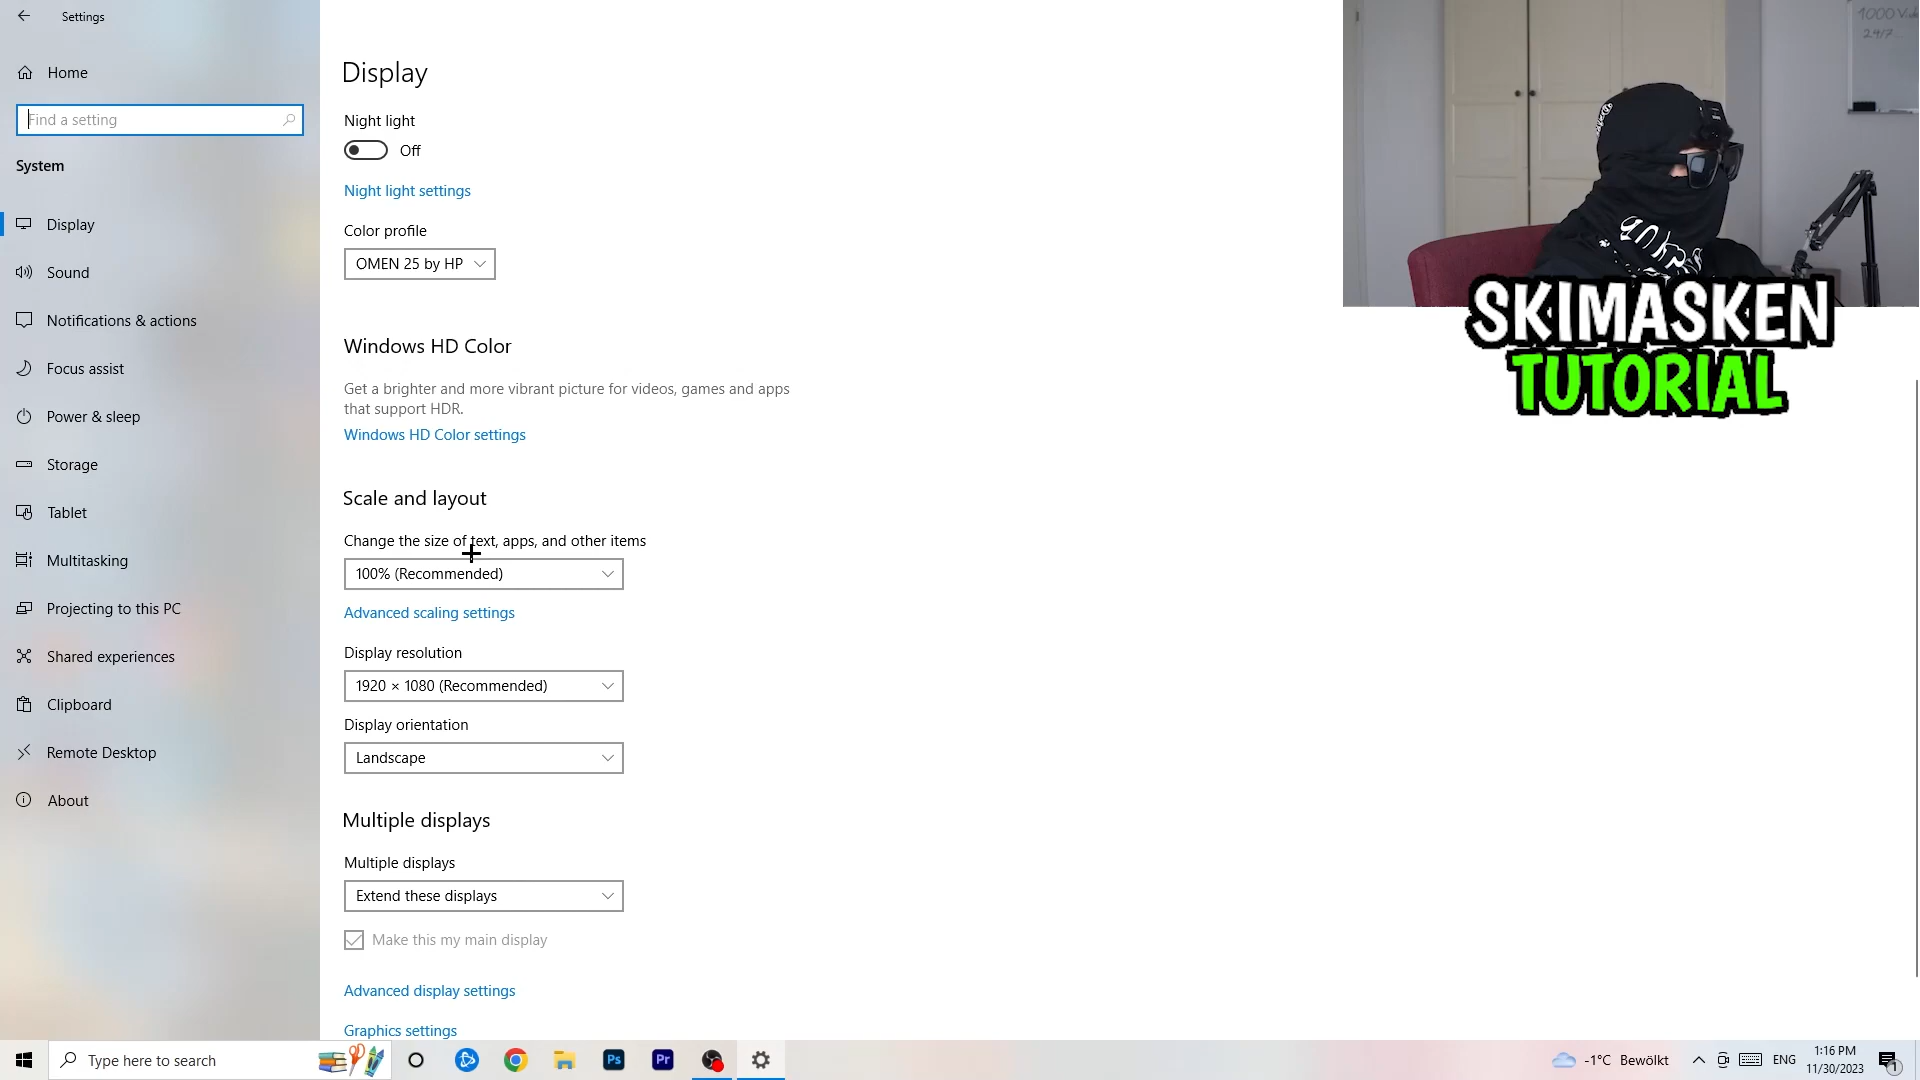 Settings
Home
Find a setting
System
Display
Sound
Notifications & actions
Focus assist
Power & sleep
Storage
Tablet
Multitasking
Projecting to this PC
Shared experiences
Clipboard
Remote Desktop
About
Display
Night light
Off
Night light settings
Color profile
OMEN 25 by HP
Windows HD Color
Get a brighter and more vibrant picture for videos, games and apps
that support HDR.
Windows HD Color settings
Scale and layout
Change the size of text, apps, and other items
100% (Recommended)
Advanced scaling settings
Display resolution
1920 × 1080 (Recommended)
Display orientation
Landscape
Multiple displays
Multiple displays
Extend these displays
Make this my main display
Advanced display settings
Graphics settings
24/7
SKIMASKEN
TUTORIAL
Type here to search
Ps
Pr
-1°C Bewölkt
ENG
1:16 PM
11/30/2023
1